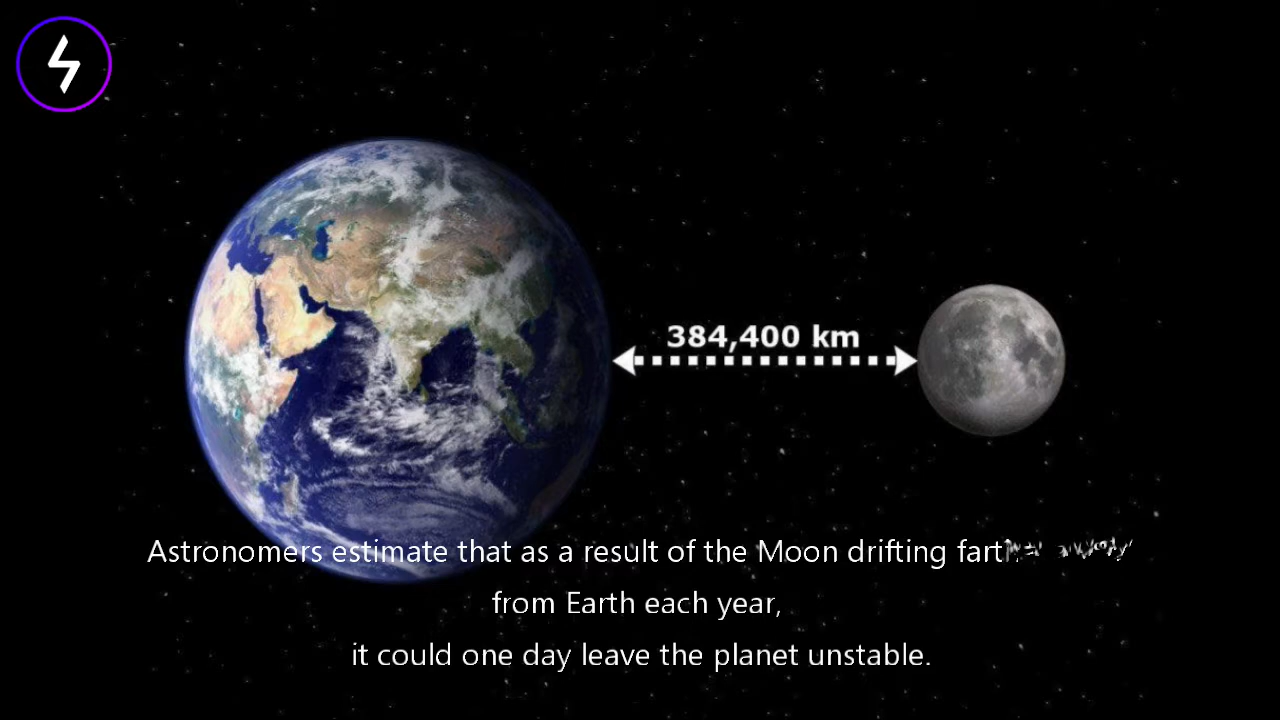 384,400 km
Astronomers estimate that as a result of the Moon drifting
from Earth each year,
it could one day leave the planet unstable.